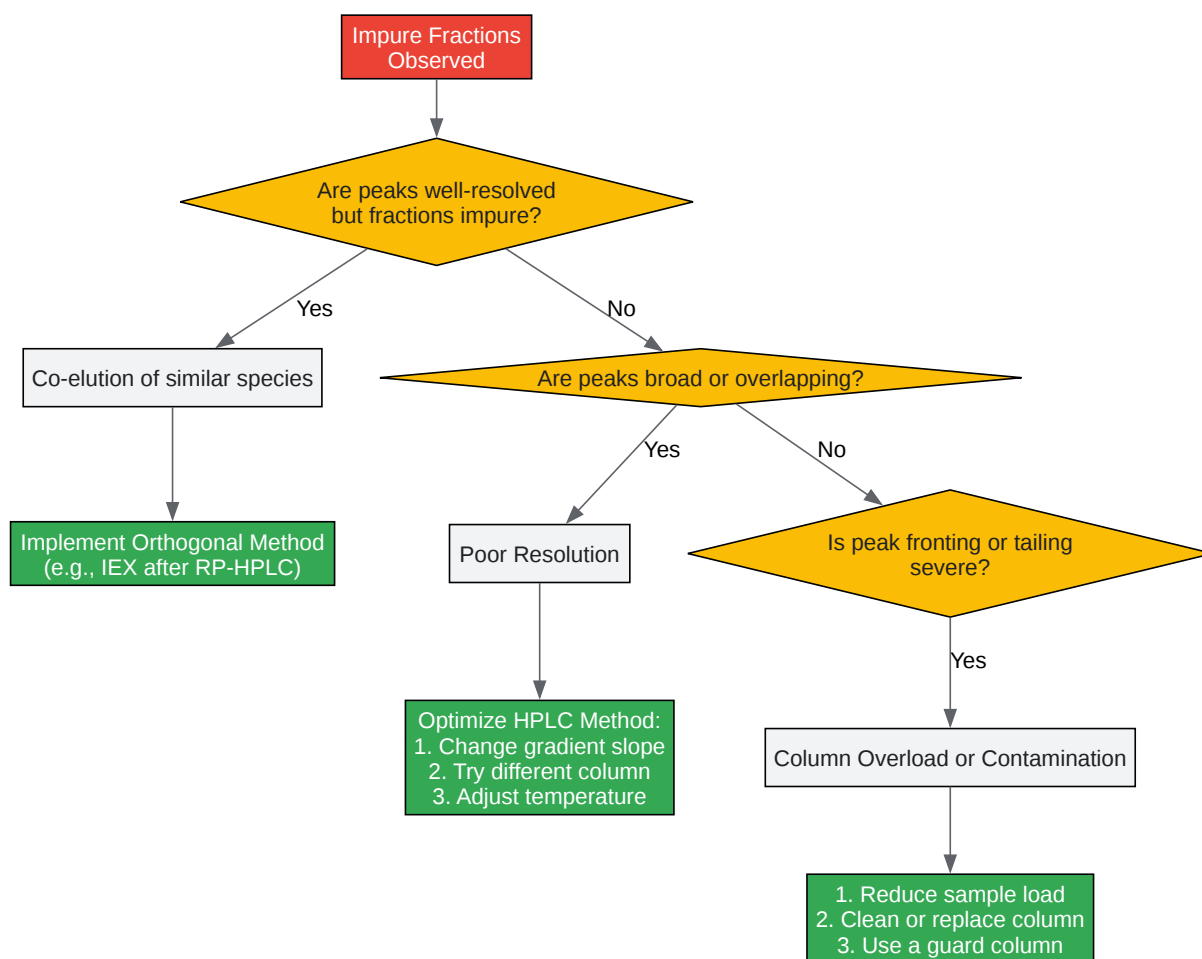 Impure Fractions
Observed
Are peaks well-resolved
but fractions impure?
Yes
No
Co-elution of similar species
Are peaks broad or overlapping?
Yes
No
Implement Orthogonal Method
(e.g., IEX after RP-HPLC)
Poor Resolution
Is peak fronting or tailing
severe?
Yes
Optimize HPLC Method:
1. Change gradient slope
2. Try different column
3. Adjust temperature
Column Overload or Contamination
1. Reduce sample load
2. Clean or replace column
3. Use a guard column